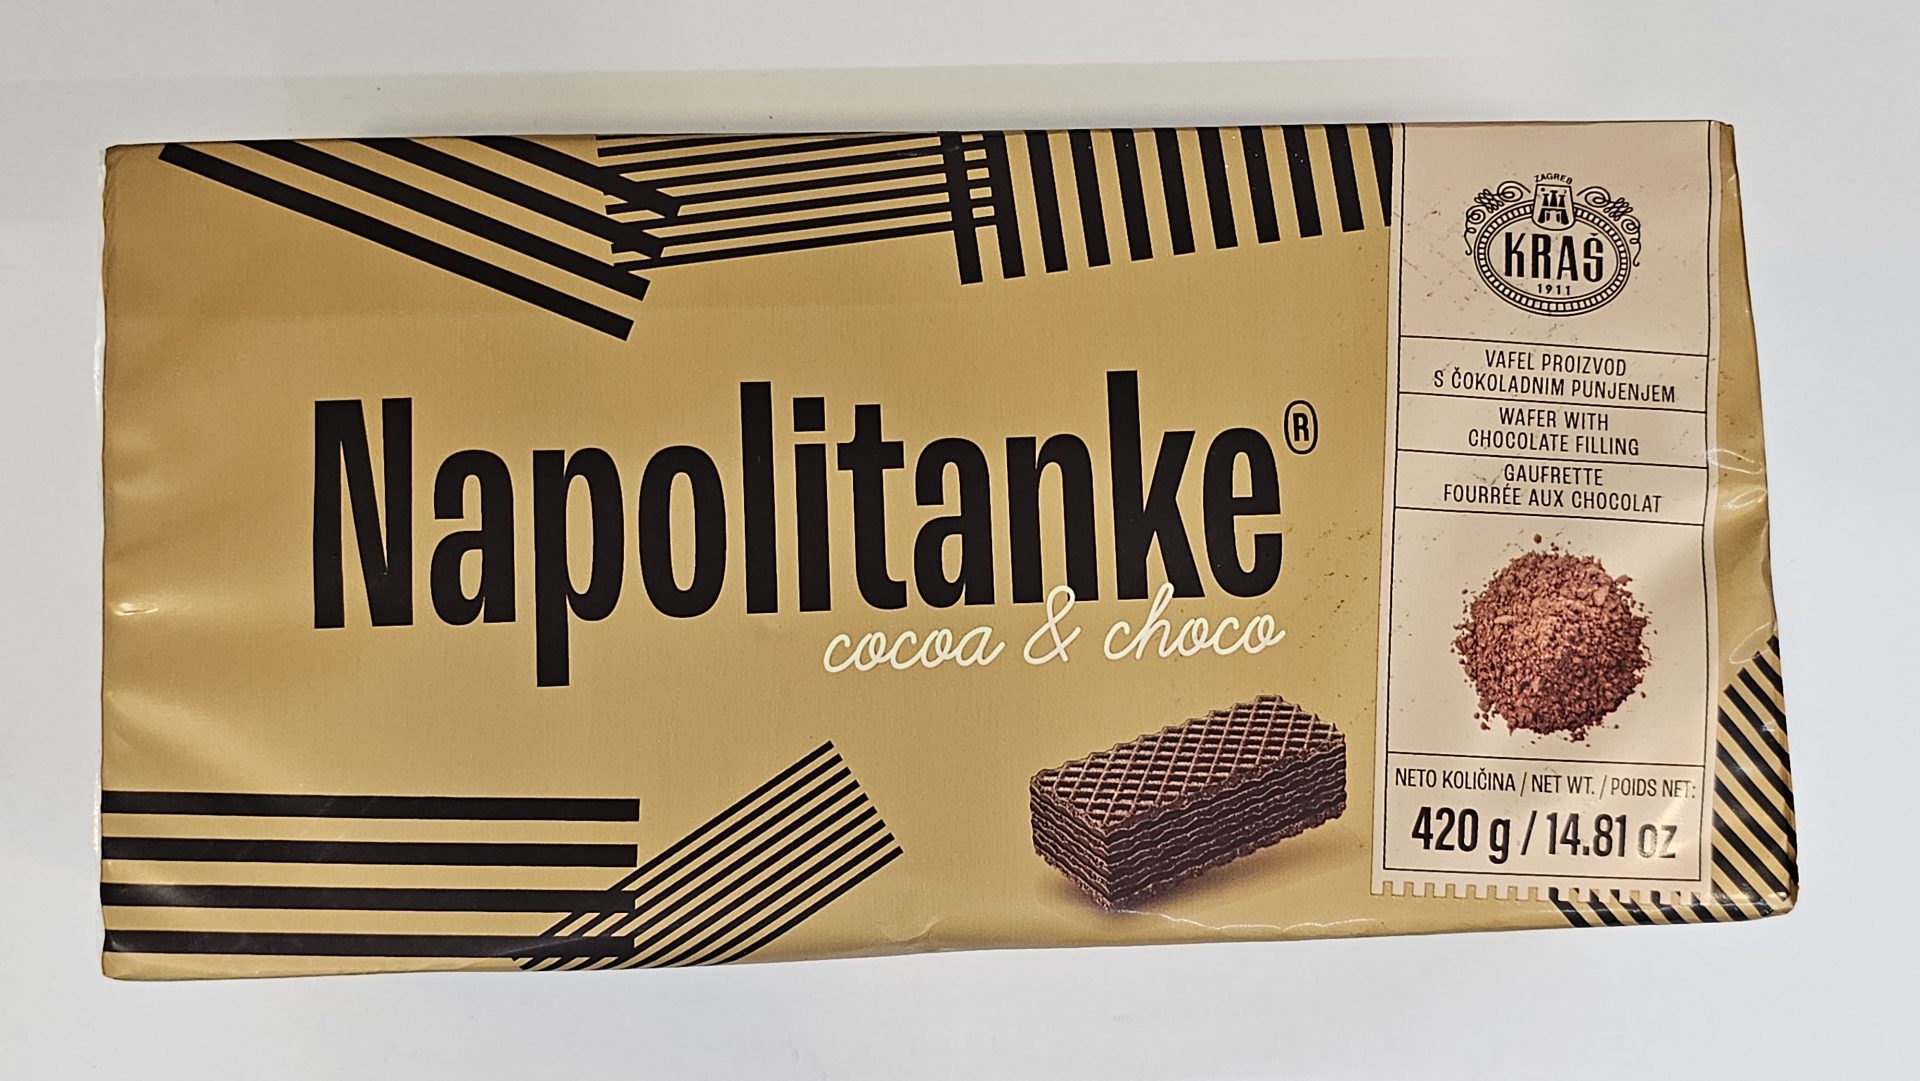 Napolitanke®
cocoa & choco
ZAGREB
KRAŠ
1911
VAFEL PROIZVOD
S ČOKOLADNIM PUNJENJEM
WAFER WITH
CHOCOLATE FILLING
GAUFRETTE
FOURRÉE AUX CHOCOLAT
NETO KOLIČINA / NET WT. / POIDS NET:
420 g / 14.81 oz